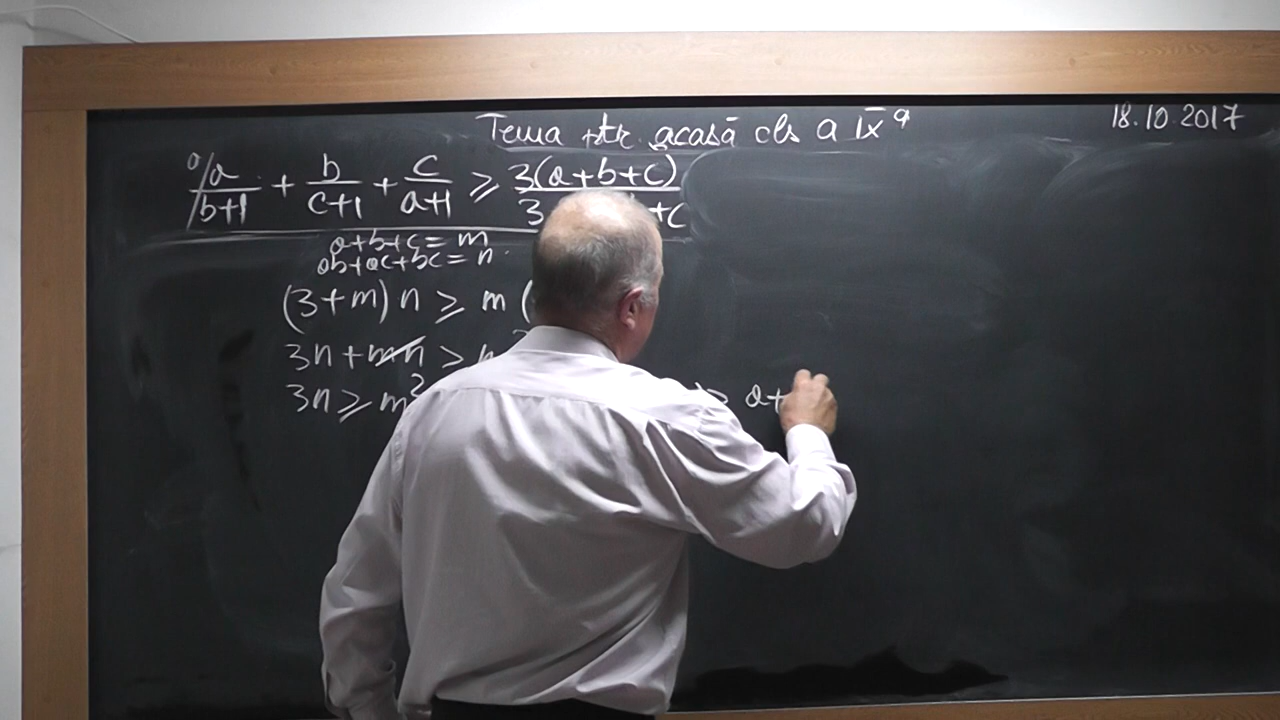 Tema ptr. acasă cls a IX a
18.10.2017
a/b+1 + b/c+1 + c/a+1 ≥ 3(a+b+c)/3 +c
a+b+c = m
ab+ac+bc = n
(3+m) n ≥ m (
3n + mn >
3n ≥ m² ≥ a+